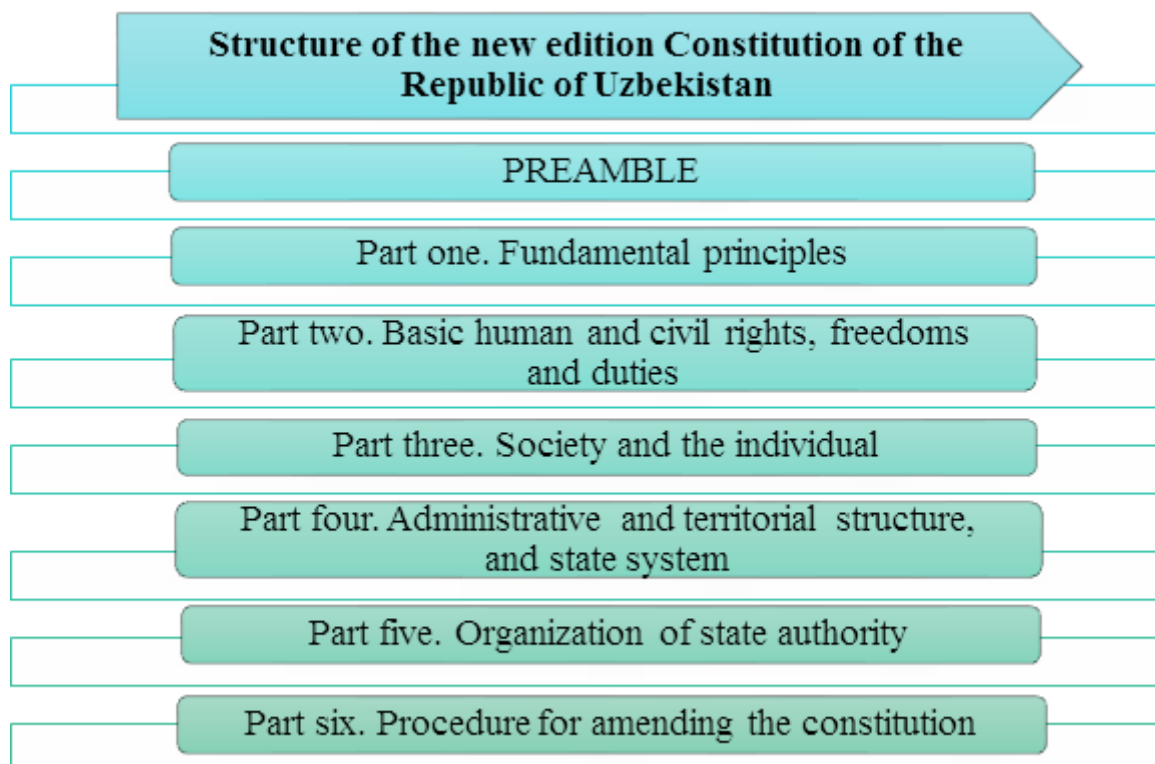 Structure of the new edition Constitution of the
Republic of Uzbekistan
PREAMBLE
Part one. Fundamental principles
Part two. Basic human and civil rights, freedoms
and duties
Part three. Society and the individual
Part four. Administrative and territorial structure,
and state system
Part five. Organization of state authority
Part six. Procedure for amending the constitution